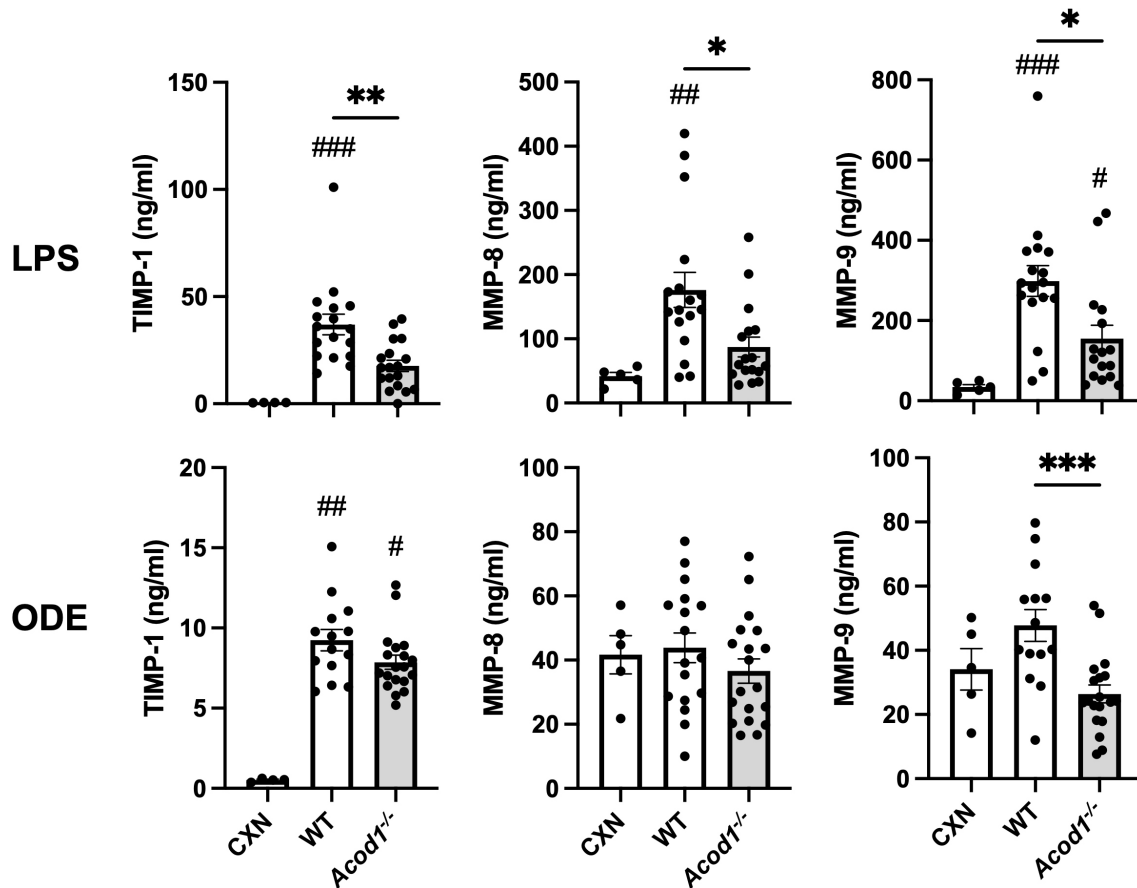 LPS
TIMP-1 (ng/ml)
150
100
50
0
###
**
MMP-8 (ng/ml)
500
400
300
200
100
0
##
*
MMP-9 (ng/ml)
800
600
400
200
0
###
*
#
ODE
TIMP-1 (ng/ml)
20
15
10
5
0
##
#
CXN
WT
Acod1-/-
MMP-8 (ng/ml)
100
80
60
40
20
0
CXN
WT
Acod1-/-
MMP-9 (ng/ml)
100
80
60
40
20
0
***
CXN
WT
Acod1-/-